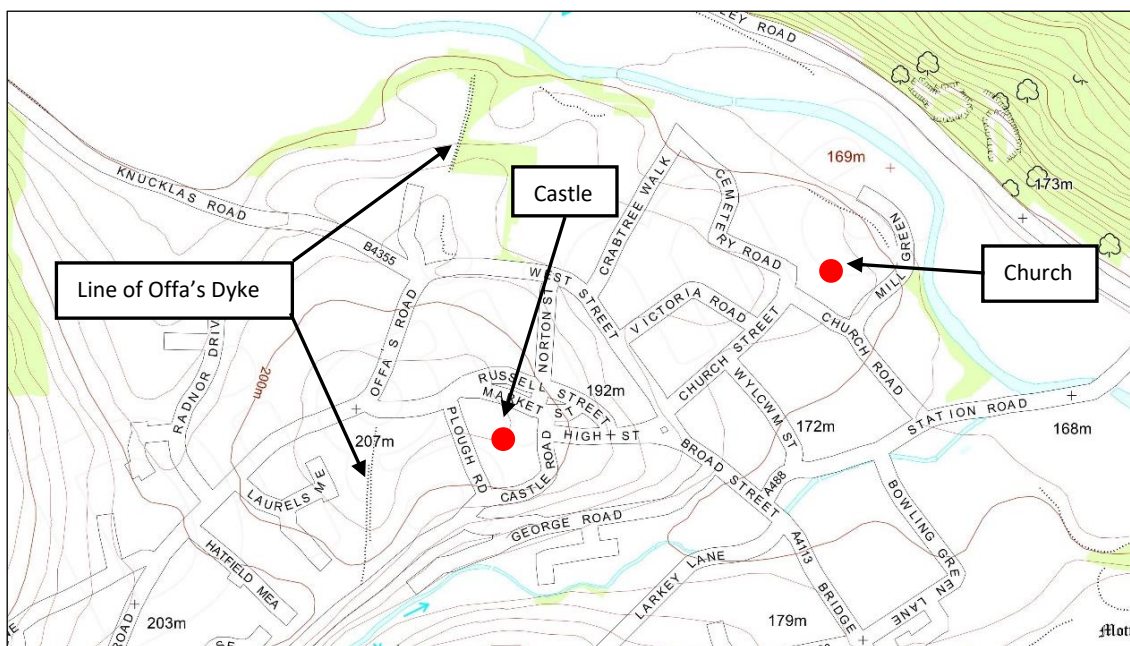 LEY ROAD
KNUCKLAS ROAD
169m
173m
Castle
CRABTREE WALK
CEMETERY ROAD
MILL GREEN
Church
B4355
Line of Offa's Dyke
WEST STREET
NORTON ST
VICTORIA ROAD
CHURCH STREET
CHURCH ROAD
RADNOR DRIV
OFFA S ROAD
200m
RUSSELL STREET
MARKET ST
192m
WYLCWM ST
172m
STATION ROAD
168m
207m
PLOUGH RD
HIGH ST
CASTLE ROAD
BROAD STREET
A488
LAURELS ME
GEORGE ROAD
BOWLING GREEN LANE
HATFIELD MEA
LARKEY LANE
A4113
BRIDGE
203m
ROAD
179m
Mot